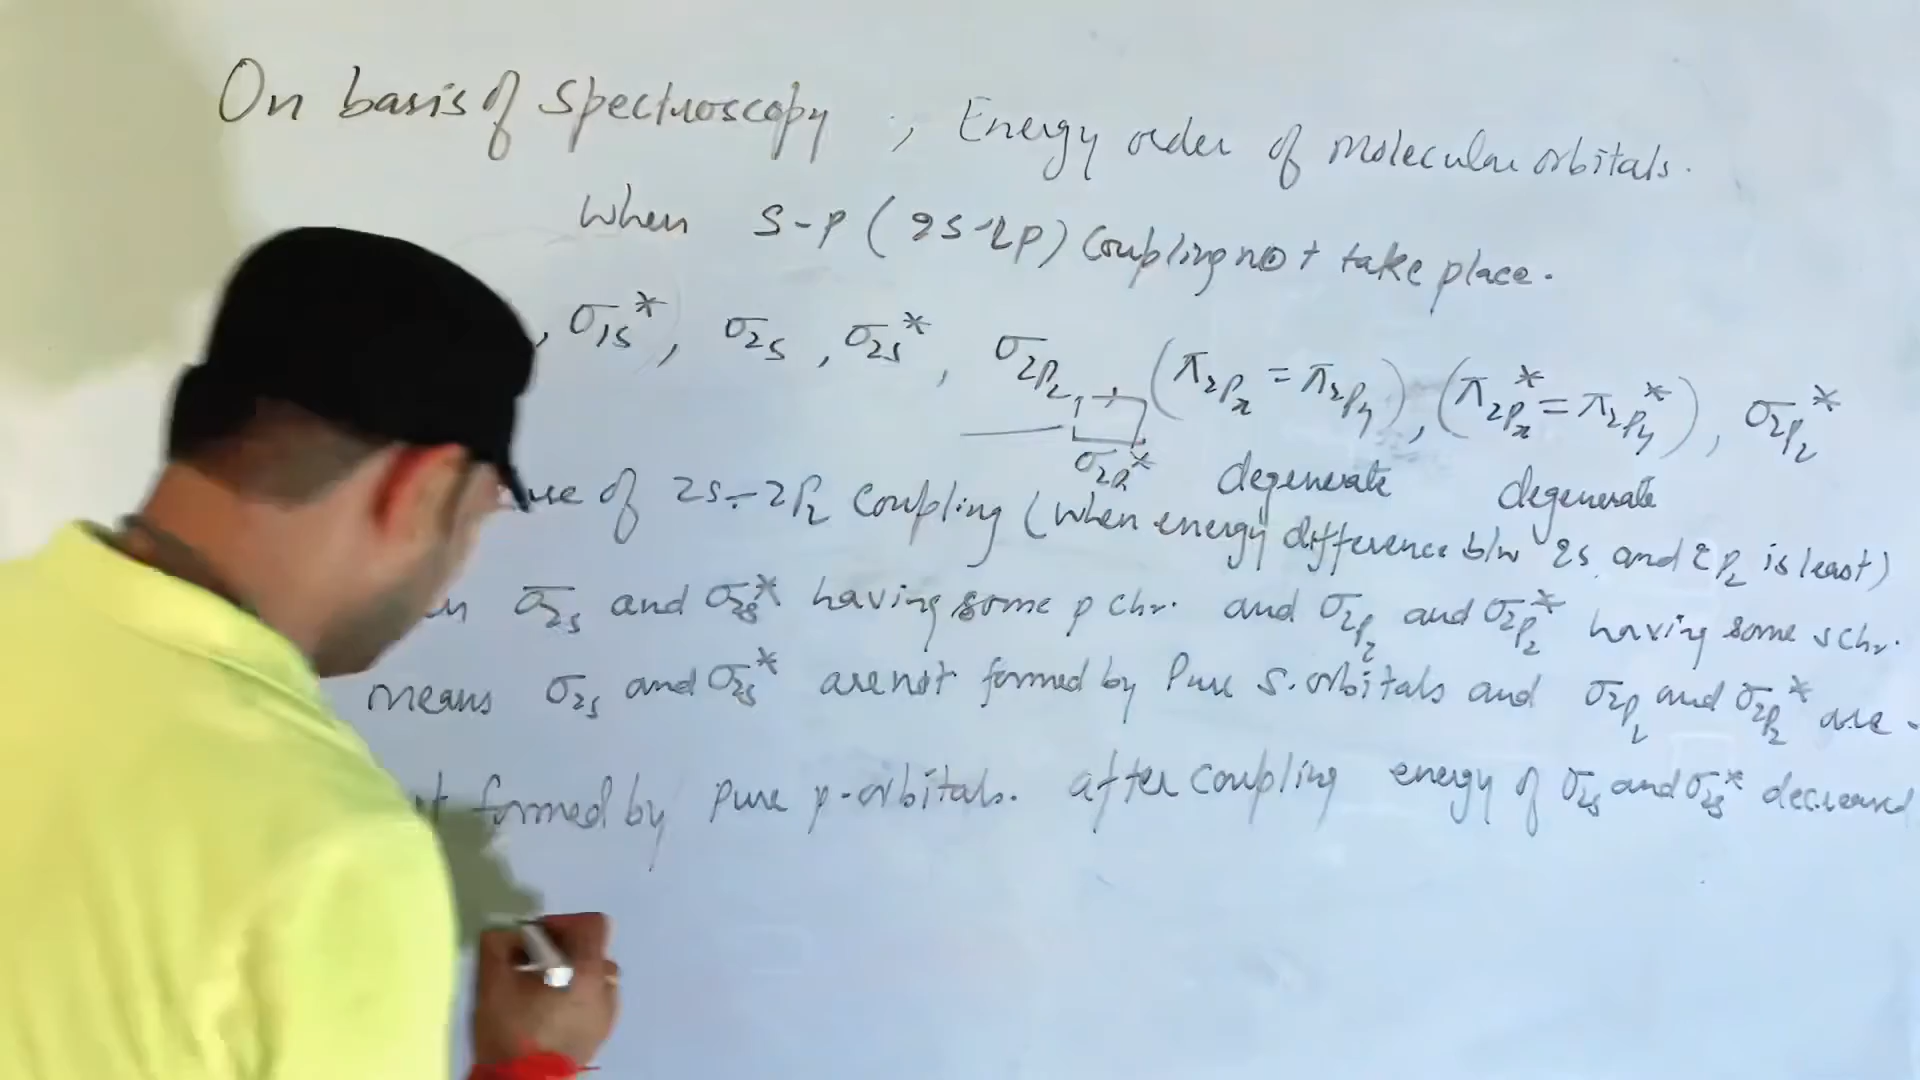 On basis of Spectroscopy , Energy order of molecular orbitals.
When S-P (2S-2P) Coupling not take place.
, σ1s*, σ2s, σ2s*, σ2pz, (π2px = π2py), (π2px* = π2py*), σ2pz*
σ2pz* degenerate degenerate
of 2s-2pz Coupling (when energy difference b/w 2s and 2pz is least)
σ2s and σ2s* having some p chr. and σ2pz and σ2pz* having some s chr.
means σ2s and σ2s* are not formed by Pure S.orbitals and σ2pz and σ2pz* are
formed by pure p-orbitals. after coupling energy of σ2s and σ2s* decreased